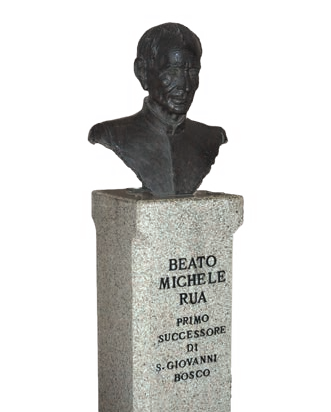 BEATO
MICHELE
RUA
PRIMO
SUCCESSORE
DI
S. GIOVANNI
BOSCO